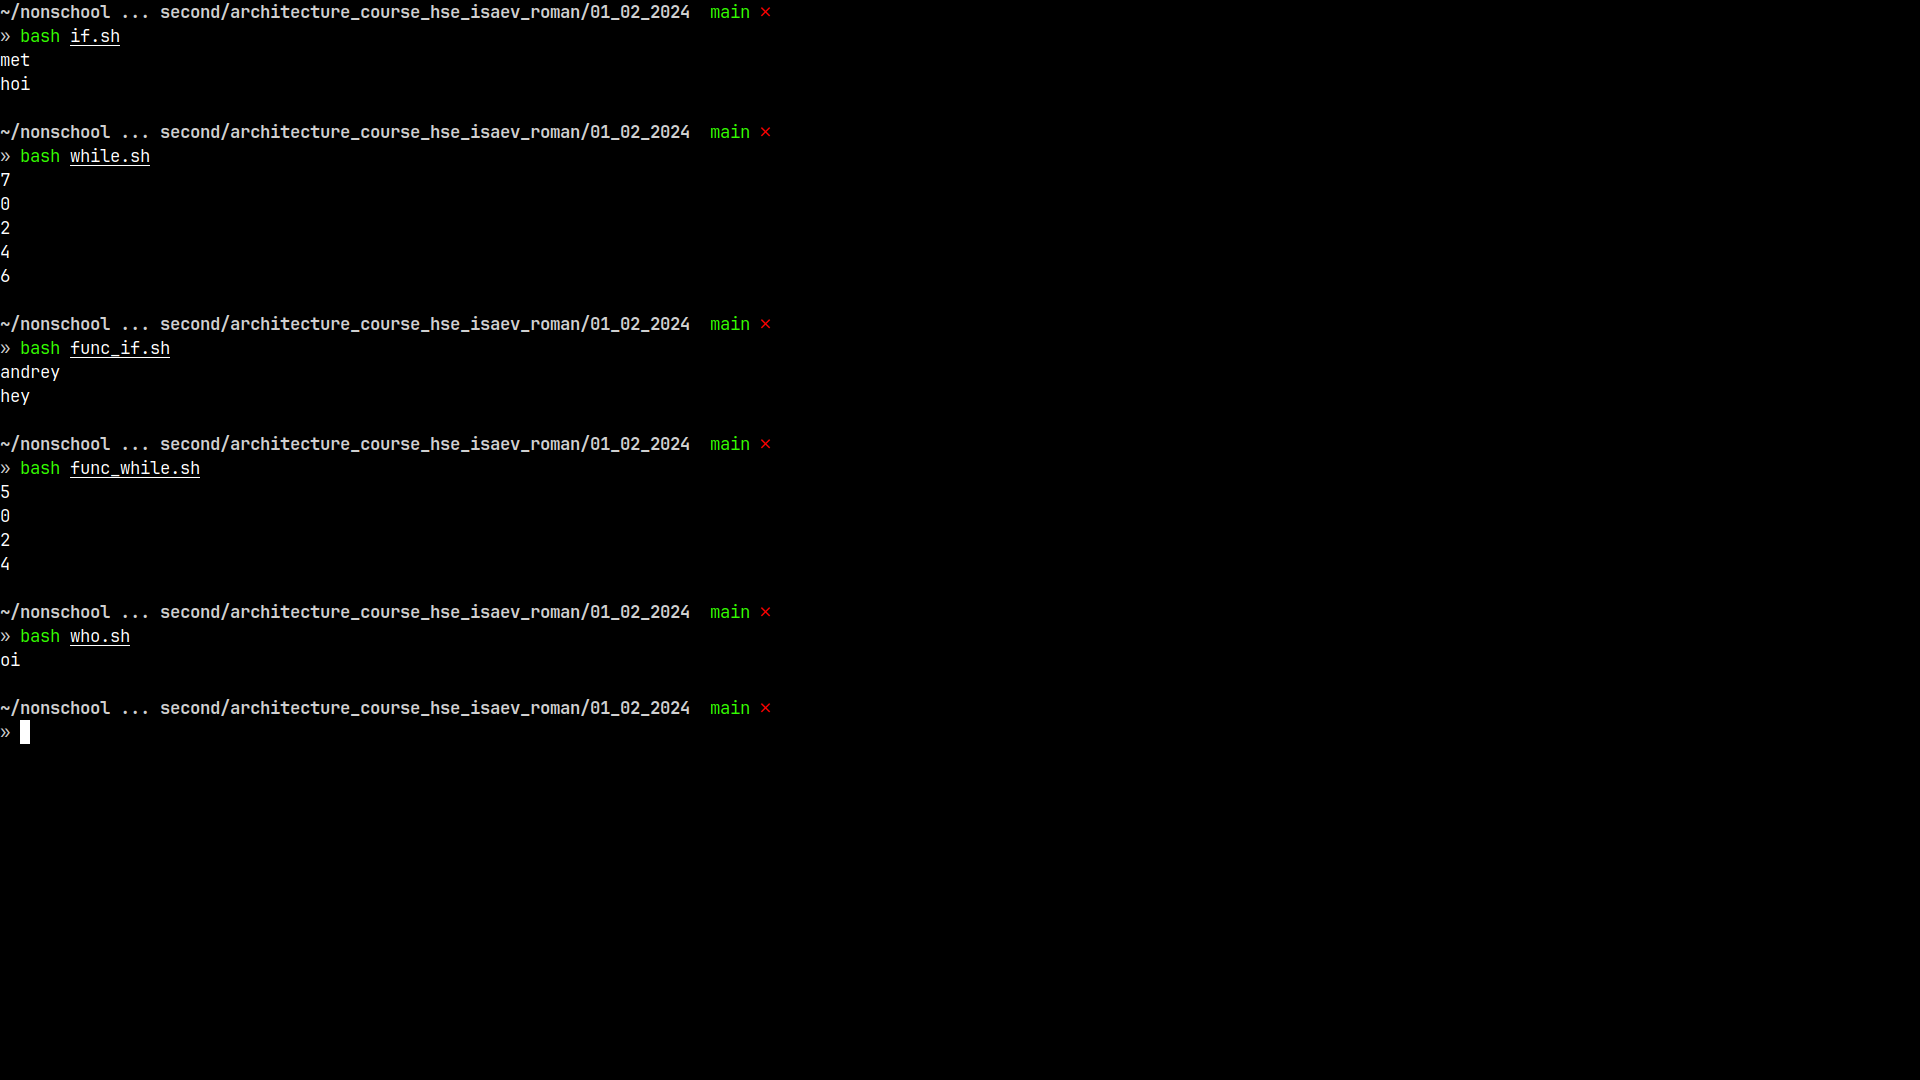 ~/nonschool ... second/architecture_course_hse_isaev_roman/01_02_2024  main ×
» bash if.sh
met
hoi
~/nonschool ... second/architecture_course_hse_isaev_roman/01_02_2024  main ×
» bash while.sh
7
0
2
4
6
~/nonschool ... second/architecture_course_hse_isaev_roman/01_02_2024  main ×
» bash func_if.sh
andrey
hey
~/nonschool ... second/architecture_course_hse_isaev_roman/01_02_2024  main ×
» bash func_while.sh
5
0
2
4
~/nonschool ... second/architecture_course_hse_isaev_roman/01_02_2024  main ×
» bash who.sh
oi
~/nonschool ... second/architecture_course_hse_isaev_roman/01_02_2024  main ×
»